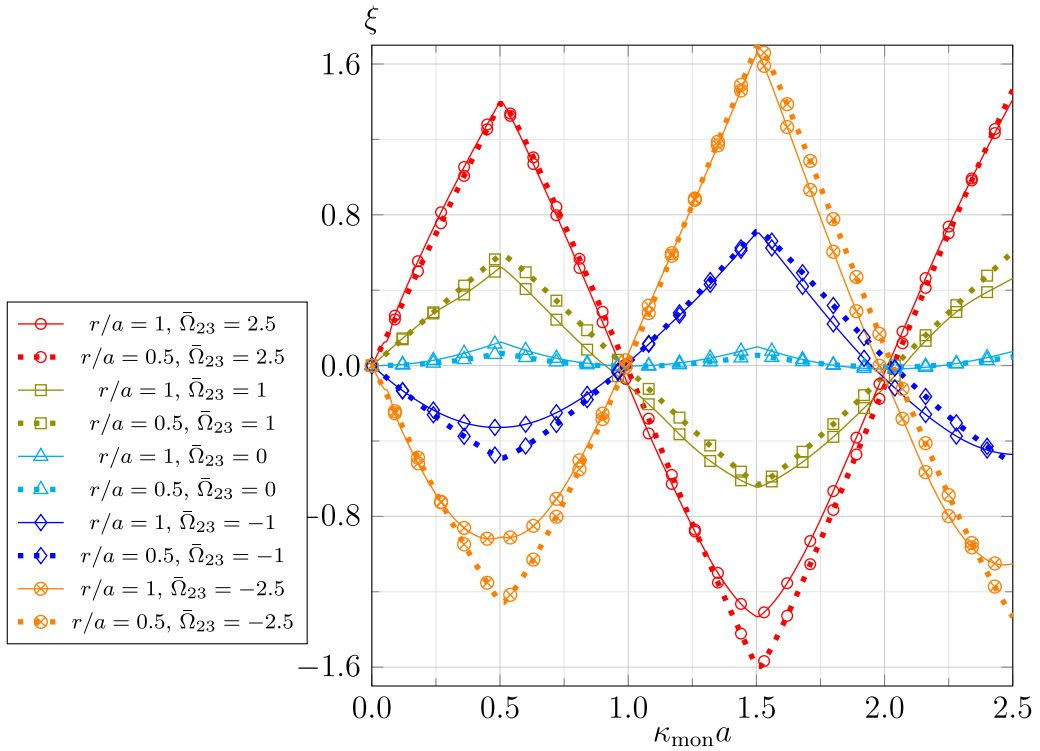 ξ
1.6
0.8
0.0
−0.8
−1.6
r/a = 1, Ω̄₂₃ = 2.5
r/a = 0.5, Ω̄₂₃ = 2.5
r/a = 1, Ω̄₂₃ = 1
r/a = 0.5, Ω̄₂₃ = 1
r/a = 1, Ω̄₂₃ = 0
r/a = 0.5, Ω̄₂₃ = 0
r/a = 1, Ω̄₂₃ = −1
r/a = 0.5, Ω̄₂₃ = −1
r/a = 1, Ω̄₂₃ = −2.5
r/a = 0.5, Ω̄₂₃ = −2.5
0.0 0.5 1.0 1.5 2.0 2.5
κmon a